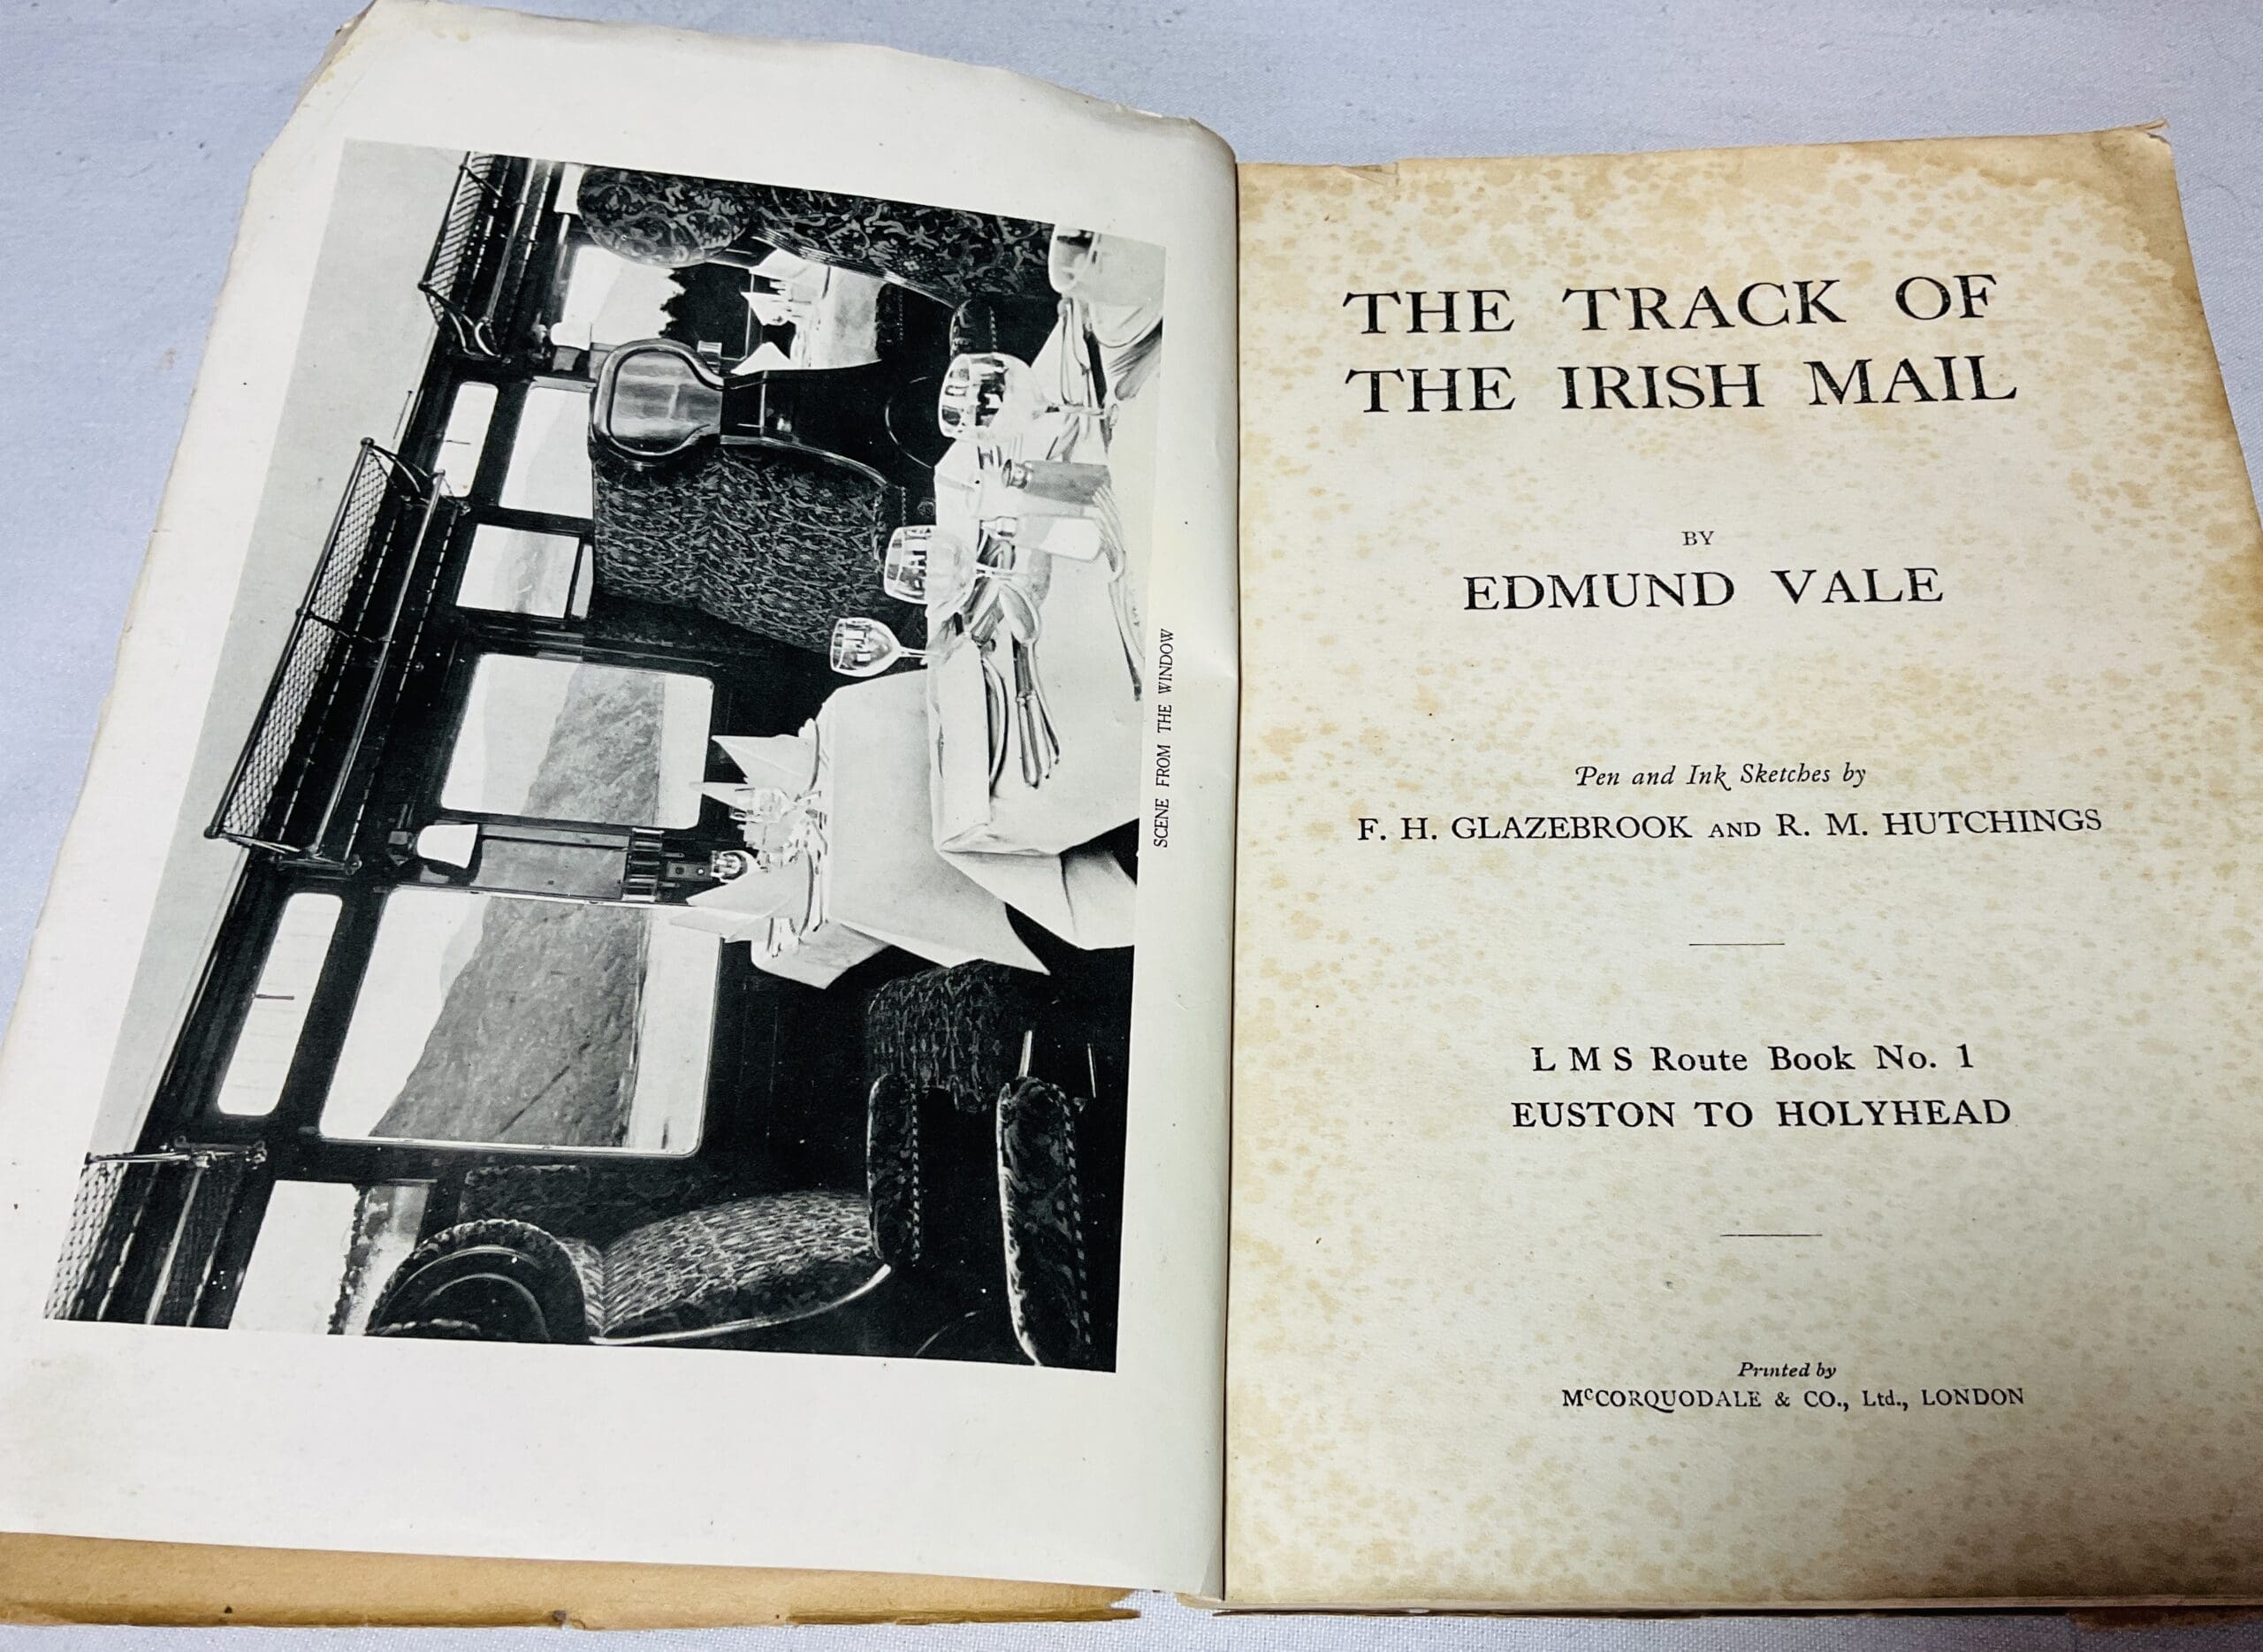 SCENE FROM THE WINDOW
THE TRACK OF
THE IRISH MAIL
BY
EDMUND VALE
Pen and Ink Sketches by
F. H. GLAZEBROOK AND R. M. HUTCHINGS
L M S Route Book No. 1
EUSTON TO HOLYHEAD
Printed by
McCORQUODALE & CO., Ltd., LONDON